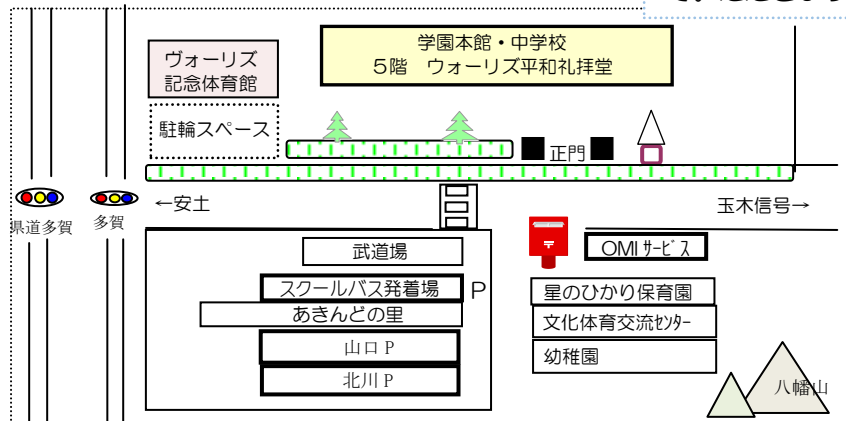 学園本館・中学校
5階 ウォーリズ平和礼拝堂
ヴォーリズ
記念体育館
駐輪スペース
正門
←安土
玉木信号→
県道多賀
多賀
武道場
OMI ｻｰﾋﾞｽ
スクールバス発着場
P
星のひかり保育園
あきんどの里
文化体育交流ｾﾝﾀｰ
山口 P
幼稚園
北川 P
八幡山